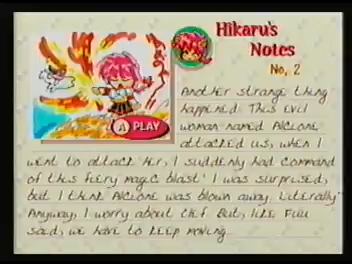 Hikaru's
Notes
No. 2
A PLAY
Another strange thing
happened. This evil
woman named Alcione
attacked us, when I
went to attack her, I suddenly had command
of this fiery magic blast! I was surprised,
but I think Alcione was blown away. Literally!
Anyway, I worry about Clef. But, like Fuu
said, we have to keep moving.